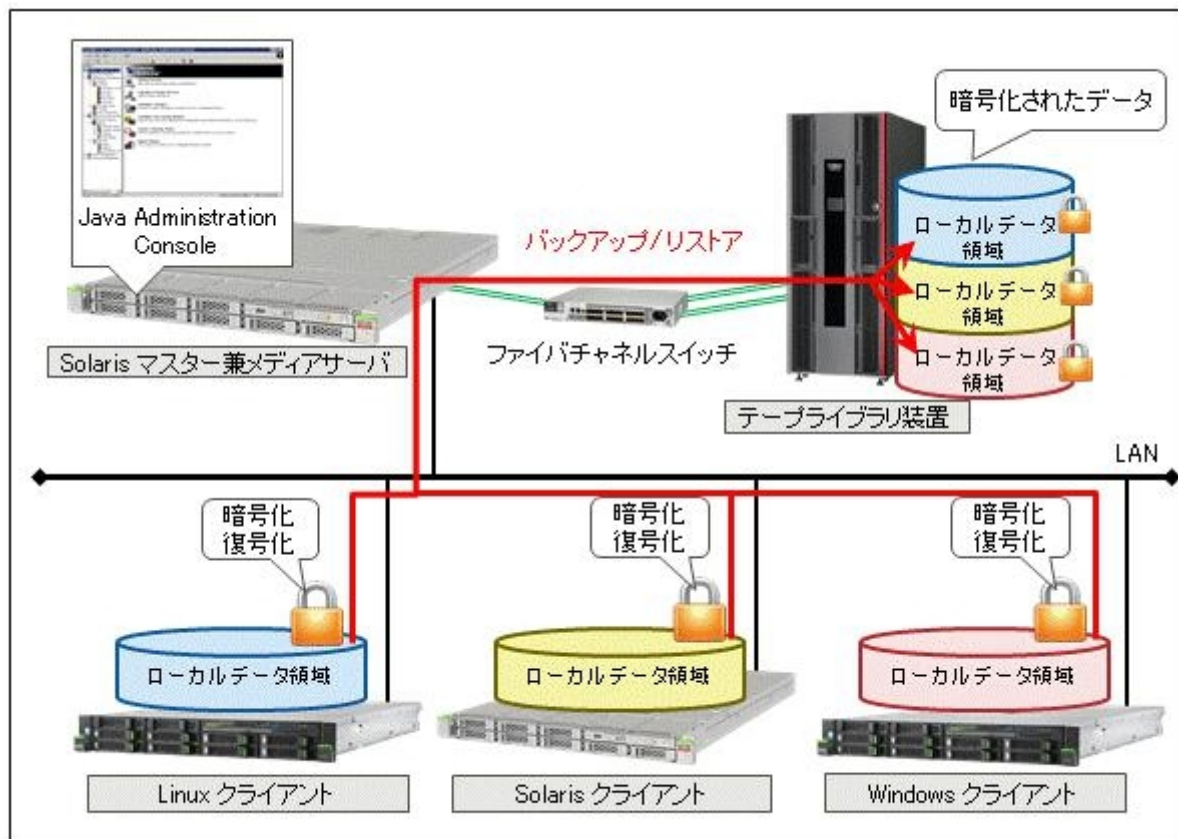 Java Administration
Console
Solaris マスター兼メディアサーバ
バックアップ/リストア
ファイバチャネルスイッチ
暗号化されたデータ
ローカルデータ
領域
ローカルデータ
領域
ローカルデータ
領域
テープライブラリ装置
LAN
暗号化
復号化
暗号化
復号化
暗号化
復号化
ローカルデータ領域
ローカルデータ領域
ローカルデータ領域
Linux クライアント
Solaris クライアント
Windows クライアント